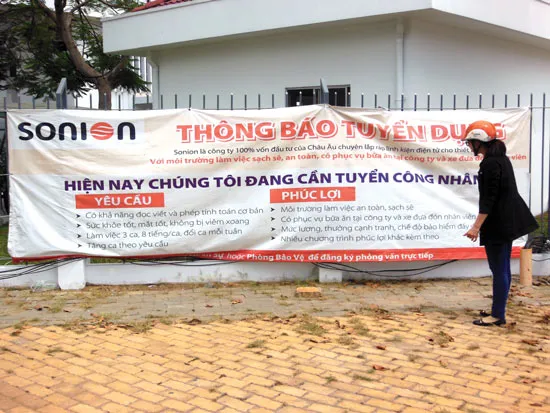 SONION
THÔNG BÁO TUYỂN DỤNG
Sonion là công ty 100% vốn đầu tư của Châu Âu chuyên lắp ráp linh kiện điện tử cho thiết
Với môi trường làm việc sạch sẽ, an toàn, có phục vụ bữa ăn tại công ty và xe đưa đón viên
HIỆN NAY CHÚNG TÔI ĐANG CẦN TUYỂN CÔNG NHÂN
YÊU CẦU
Có khả năng đọc viết và phép tính toán cơ bản
Sức khỏe tốt, mắt tốt, không bị viêm xoang
Làm việc 3 ca, 8 tiếng/ca, đổi ca mỗi tuần
Tăng ca theo yêu cầu
PHÚC LỢI
Môi trường làm việc an toàn, sạch sẽ
Có phục vụ bữa ăn tại công ty và xe đưa đón nhân viên
Mức lương, thưởng cạnh tranh, chế độ bảo hiểm đầy
Nhiều chương trình phúc lợi khác kèm theo
sự hoặc Phòng Bảo Vệ để đăng ký phỏng vấn trực tiếp